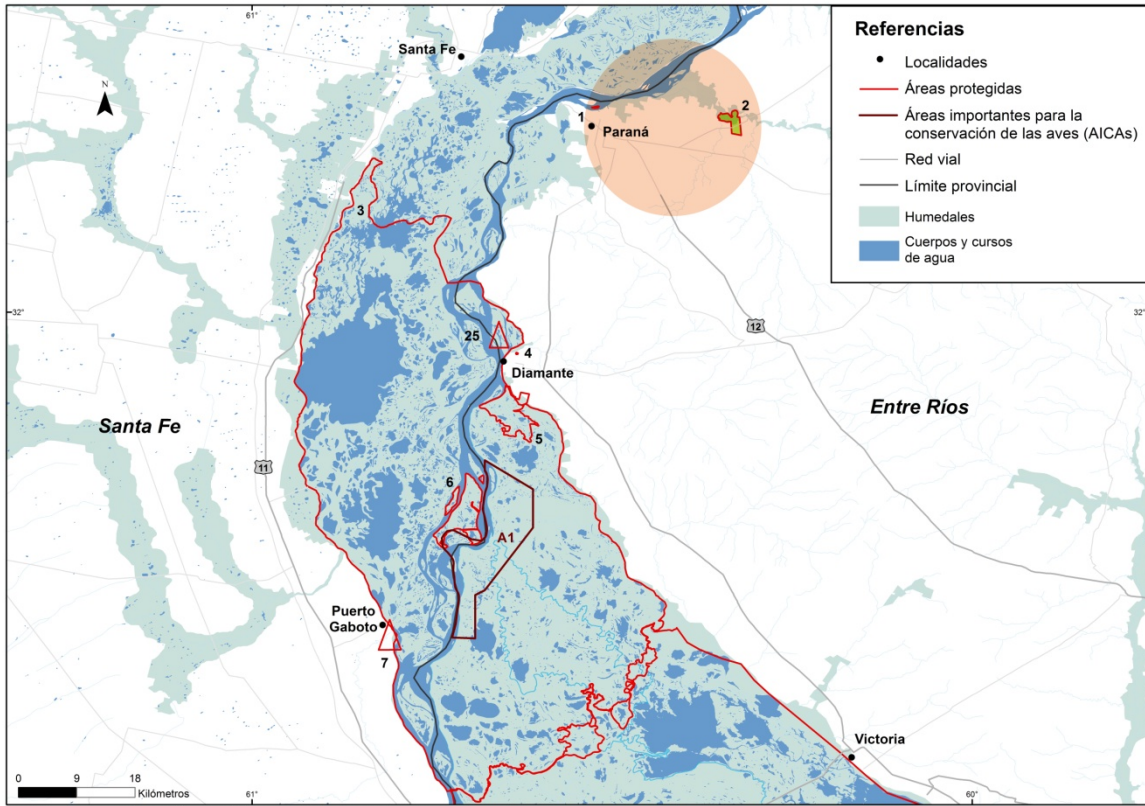 61°
60°
Santa Fe
N
1
Paraná
2
3
32°
25
4
Diamante
12
5
Santa Fe
Entre Ríos
11
6
A1
Puerto
Gaboto
7
Victoria
0 9 18
Kilómetros
61°
60°
Referencias
Localidades
Áreas protegidas
Áreas importantes para la
conservación de las aves (AICAs)
Red vial
Límite provincial
Humedales
Cuerpos y cursos
de agua
32°